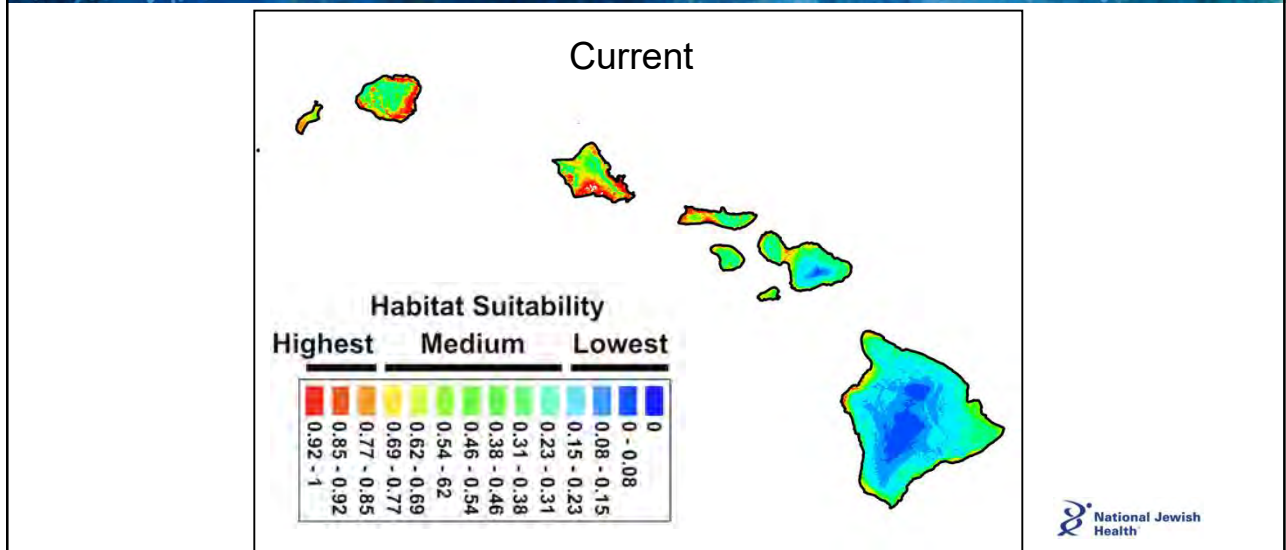 Current
Habitat Suitability
Highest Medium Lowest
0.92 - 1
0.85 - 0.92
0.77 - 0.85
0.69 - 0.77
0.62 - 0.69
0.54 - .62
0.46 - 0.54
0.38 - 0.46
0.31 - 0.38
0.23 - 0.31
0.15 - 0.23
0.08 - 0.15
0 - 0.08
0
National Jewish
Health